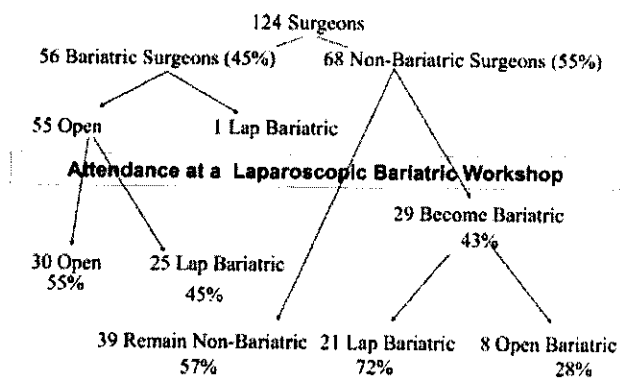 124 Surgeons
56 Bariatric Surgeons (45%) 68 Non-Bariatric Surgeons (55%)
55 Open 1 Lap Bariatric
Attendance at a Laparoscopic Bariatric Workshop
29 Become Bariatric
43%
30 Open 25 Lap Bariatric
55% 45%
39 Remain Non-Bariatric 21 Lap Bariatric 8 Open Bariatric
57% 72% 28%